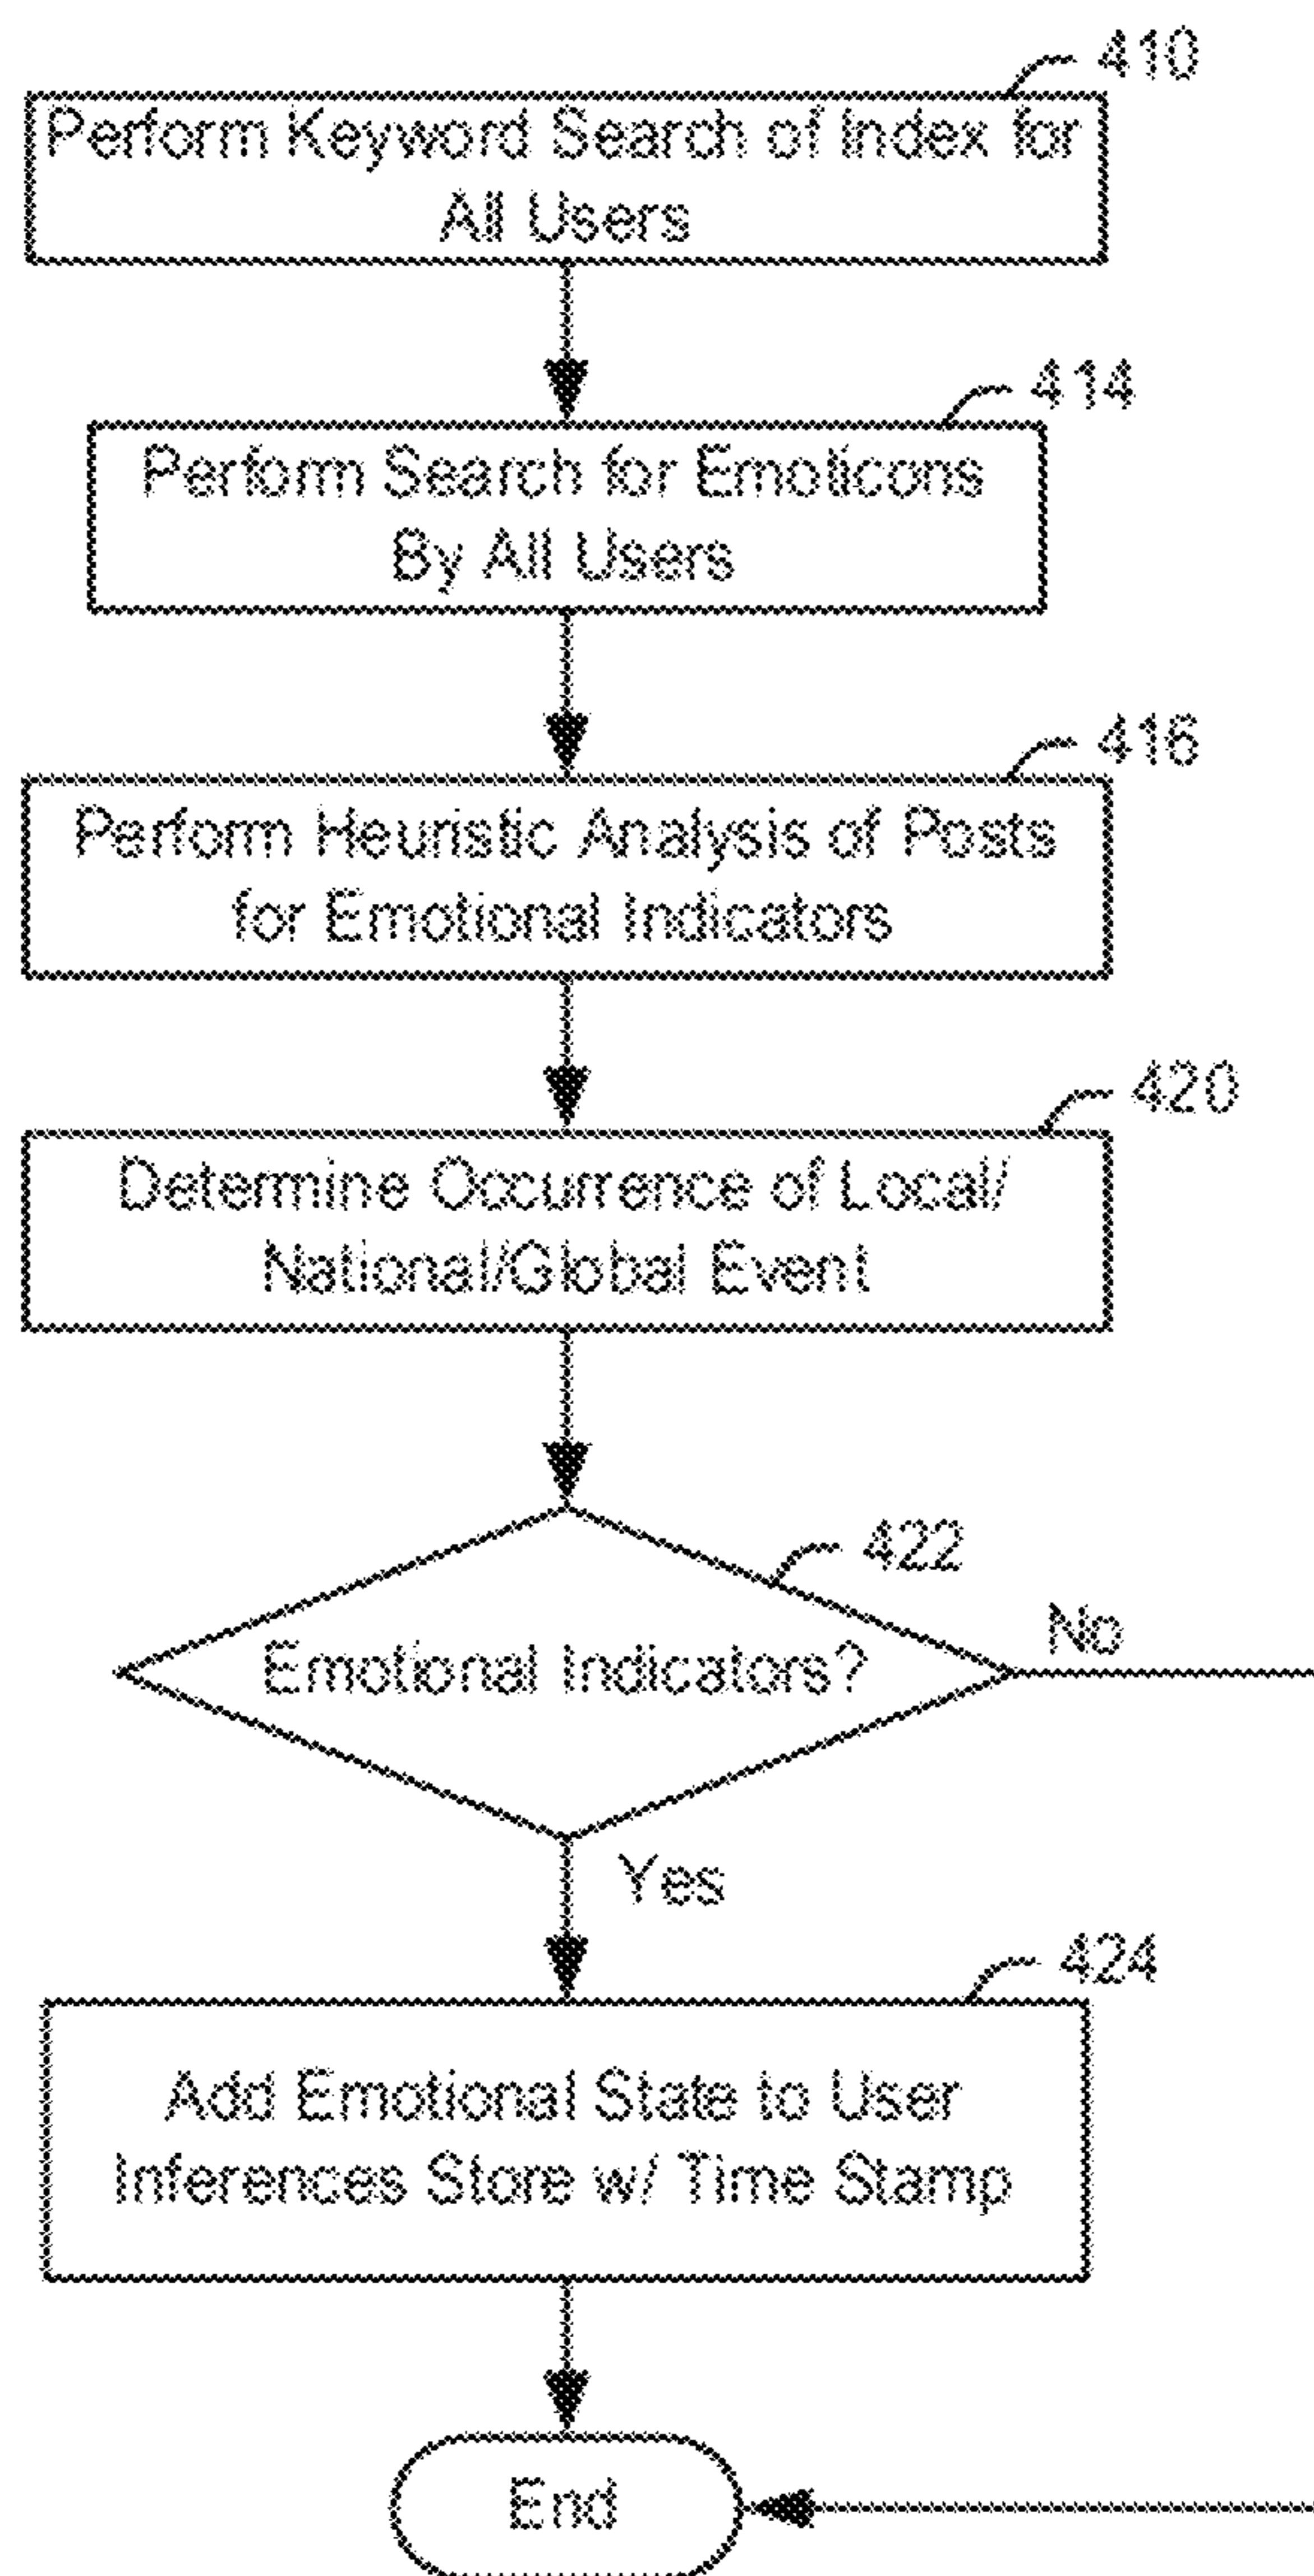 410
Perform Keyword Search of Index for
All Users
414
Perform Search for Emoticons
By All Users
416
Perform Heuristic Analysis of Posts
for Emotional Indicators
420
Determine Occurrence of Local/
National/Global Event
422
Emotional Indicators?
No
Yes
424
Add Emotional State to User
Inferences Store w/ Time Stamp
End